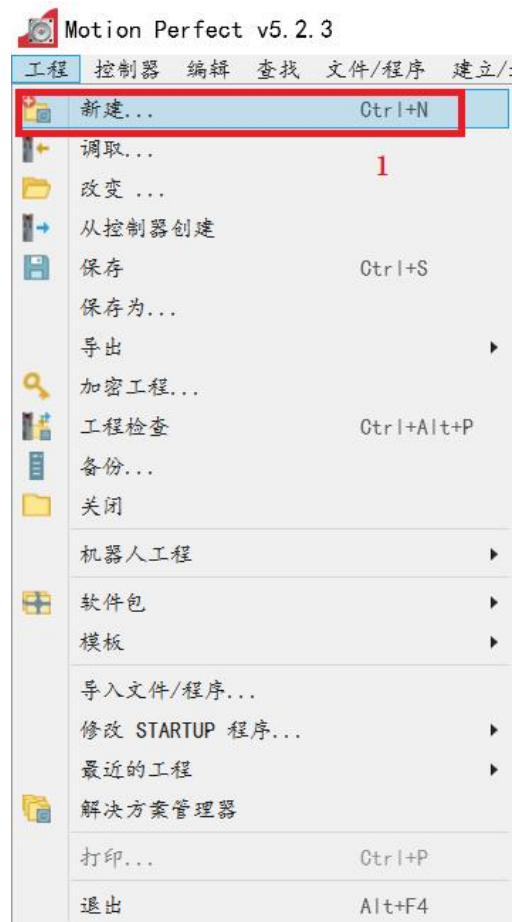 Motion Perfect v5.2.3
工程 控制器 编辑 查找 文件/程序 建立/
新建... Ctrl+N
调取...
1
改变 ...
从控制器创建
保存 Ctrl+S
保存为...
导出
加密工程...
工程检查 Ctrl+Alt+P
备份...
关闭
机器人工程
软件包
模板
导入文件/程序...
修改 STARTUP 程序...
最近的工程
解决方案管理器
打印... Ctrl+P
退出 Alt+F4